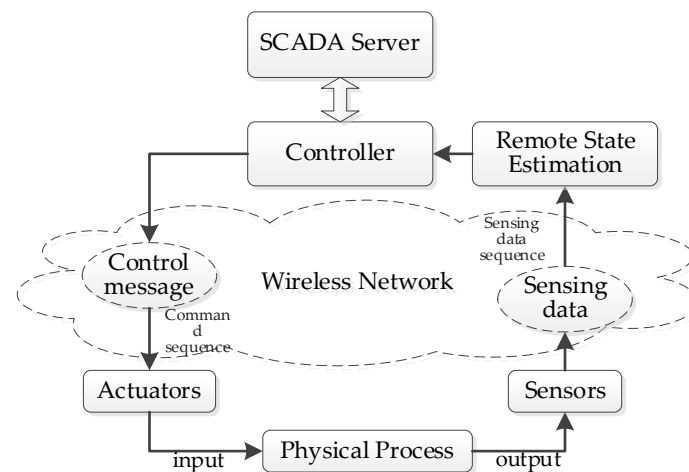 SCADA Server
Controller
Remote State
Estimation
Sensing
data
sequence
Control
message
Wireless Network
Sensing
data
Comman
d
sequence
Actuators
Sensors
input
Physical Process
output